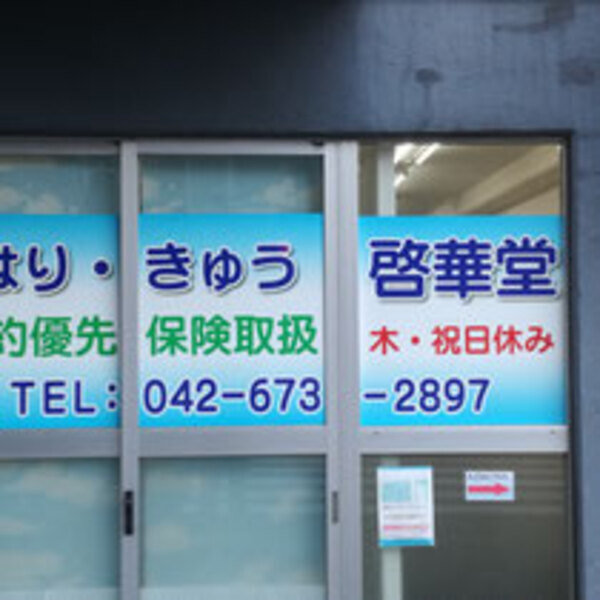 はり・きゅう 啓華堂
約優先 保険取扱 木・祝日休み
TEL:042-673-2897